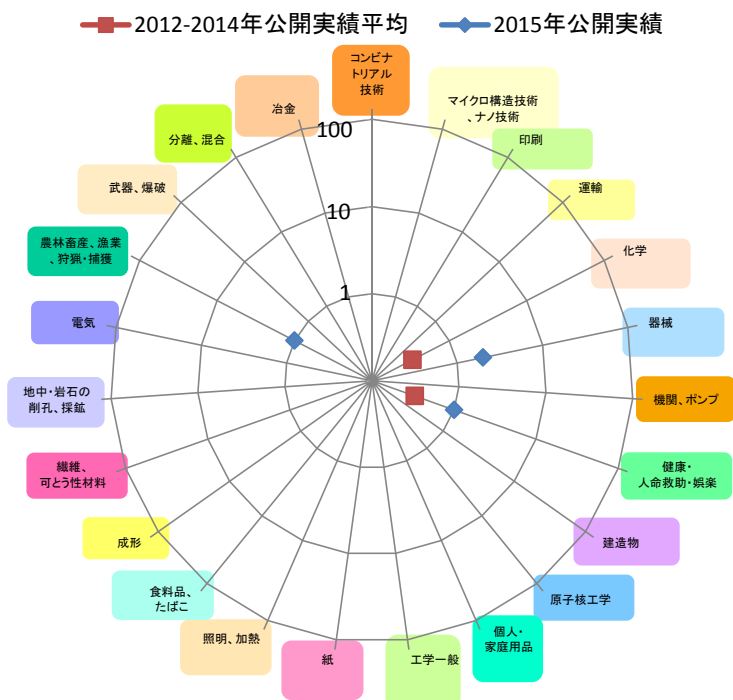 2012-2014年公開実績平均
2015年公開実績
コンビナ
トリアル
技術
マイクロ構造技術
、ナノ技術
印刷
運輸
化学
器械
機関、ポンプ
健康・
人命救助・娯楽
建造物
原子核工学
個人・
家庭用品
工学一般
紙
照明、加熱
食料品、
たばこ
成形
繊維、
可とう性材料
地中・岩石の
削孔、採鉱
電気
農林畜産、漁業
、狩猟・捕獲
武器、爆破
分離、混合
冶金
100
10
1